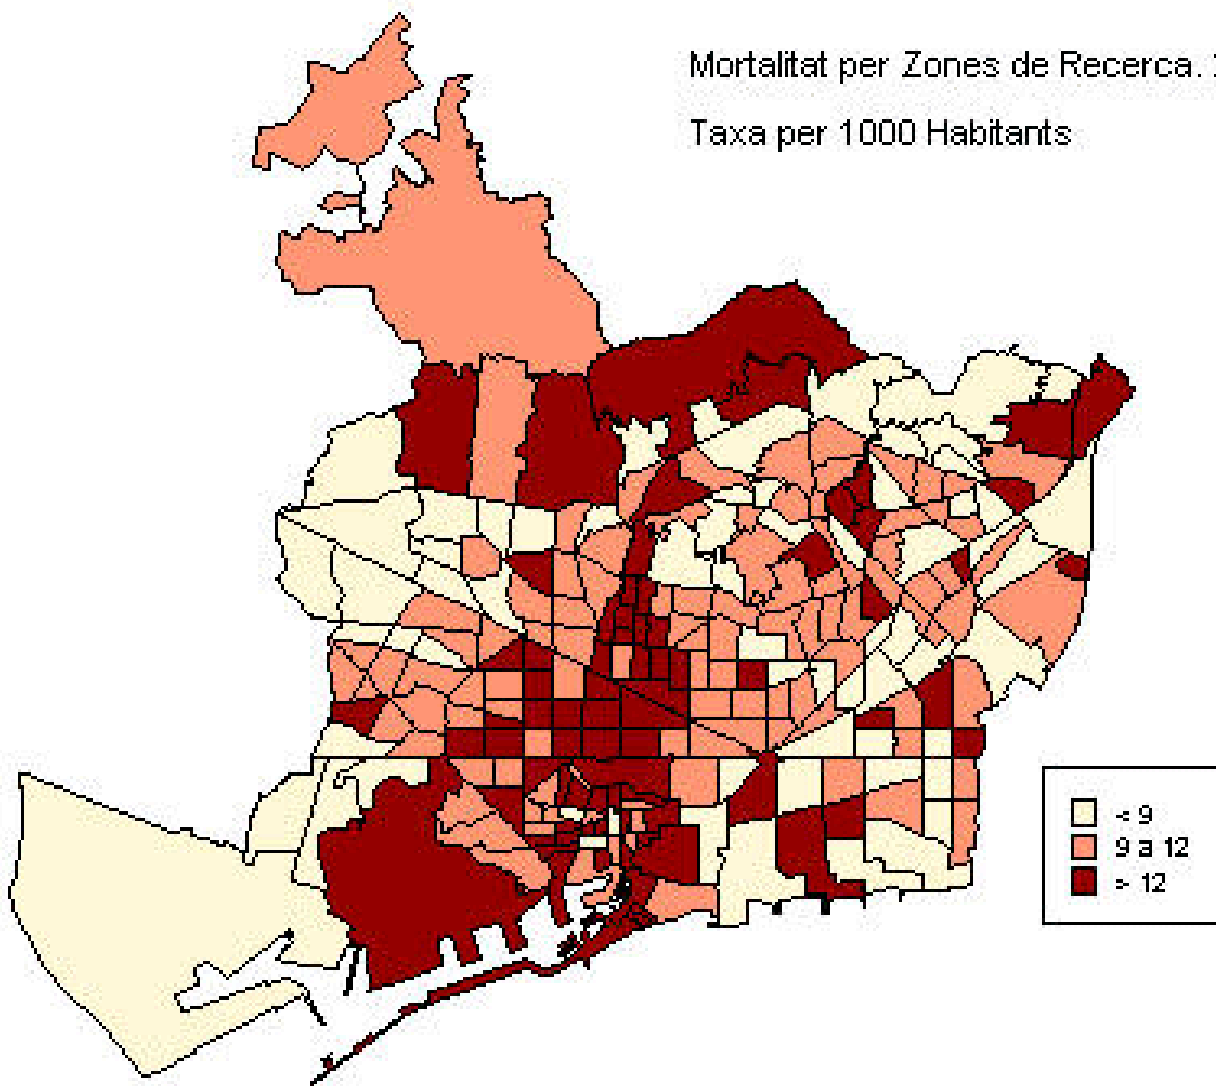 Mortalitat per Zones de Recerca.
Taxa per 1000 Habitants
< 9
9 a 12
> 12